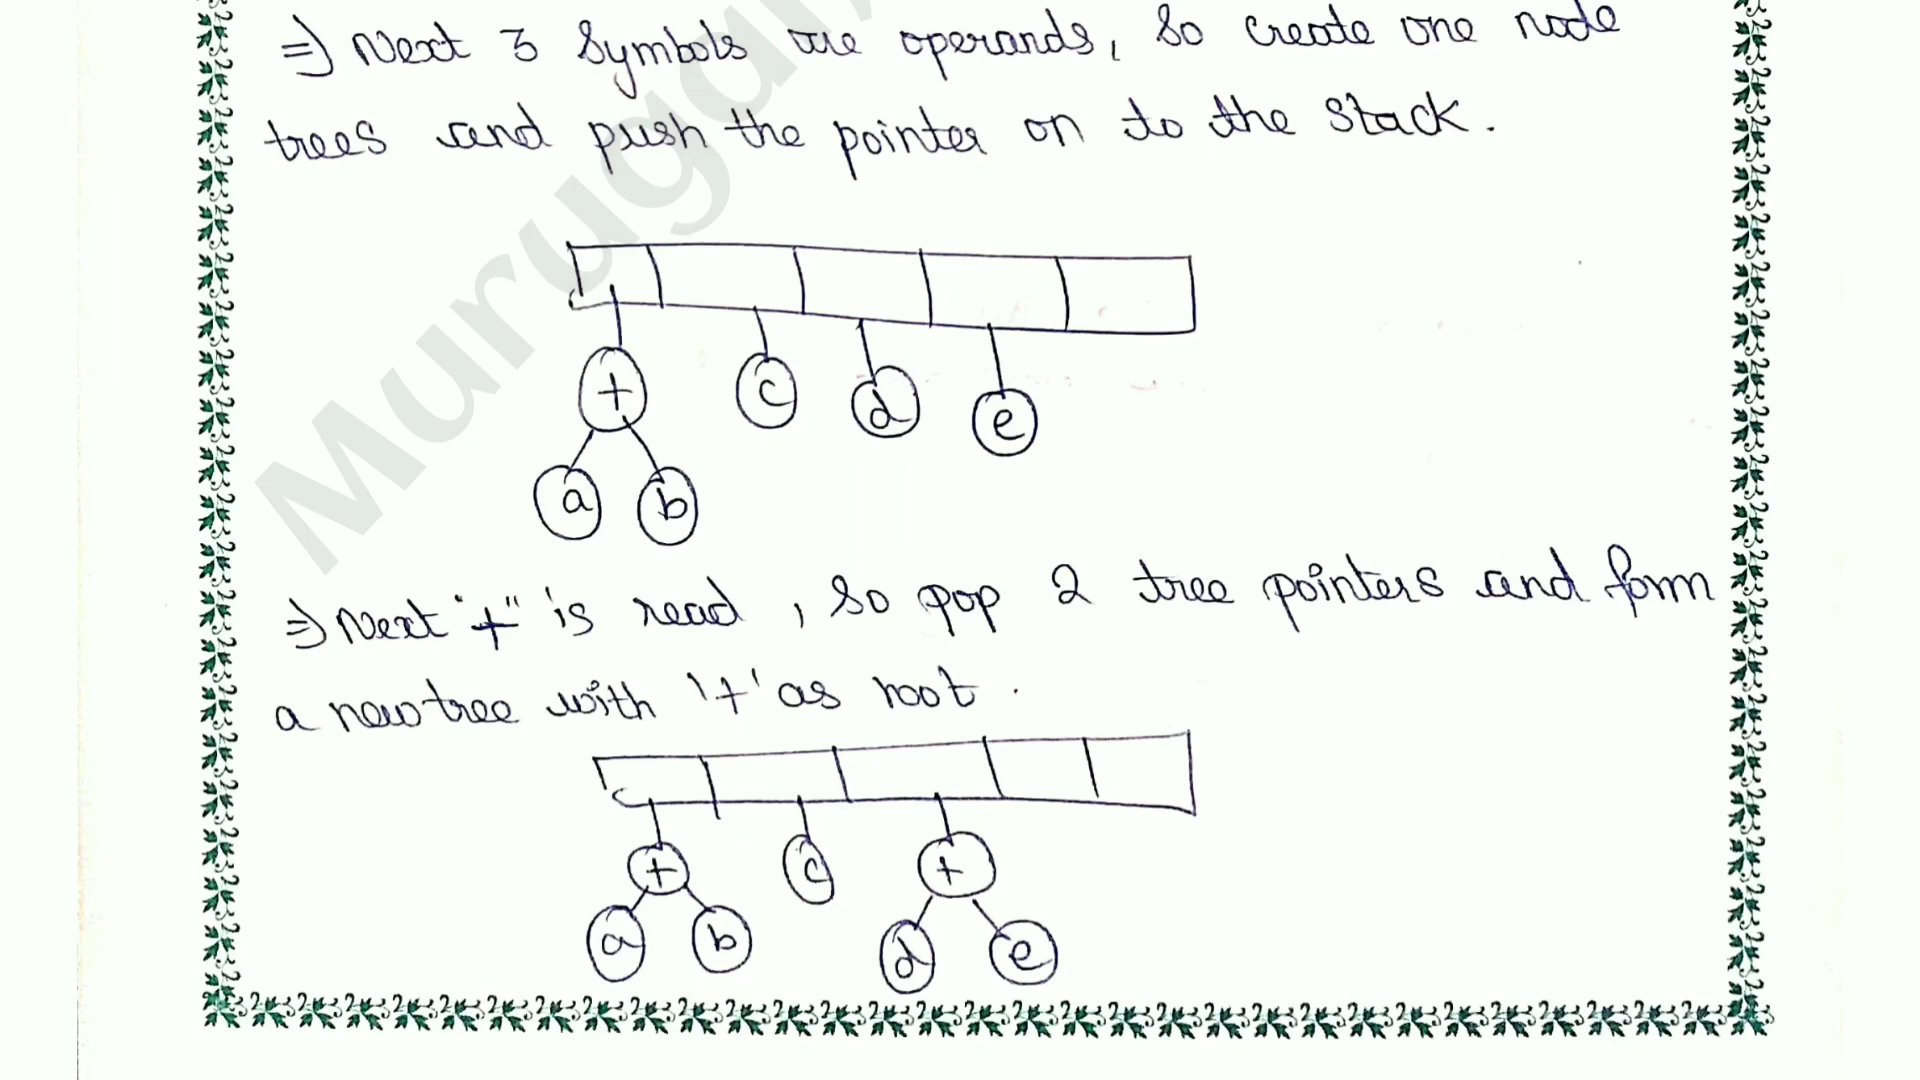 ⇒ Next 3 symbols are operands, so create one node
trees and push the pointer on to the stack.
+
c
d
e
a b
⇒ Next "+" is read, so pop 2 tree pointers and form
a new tree with '+' as root.
+ c +
a b d e
Murugan